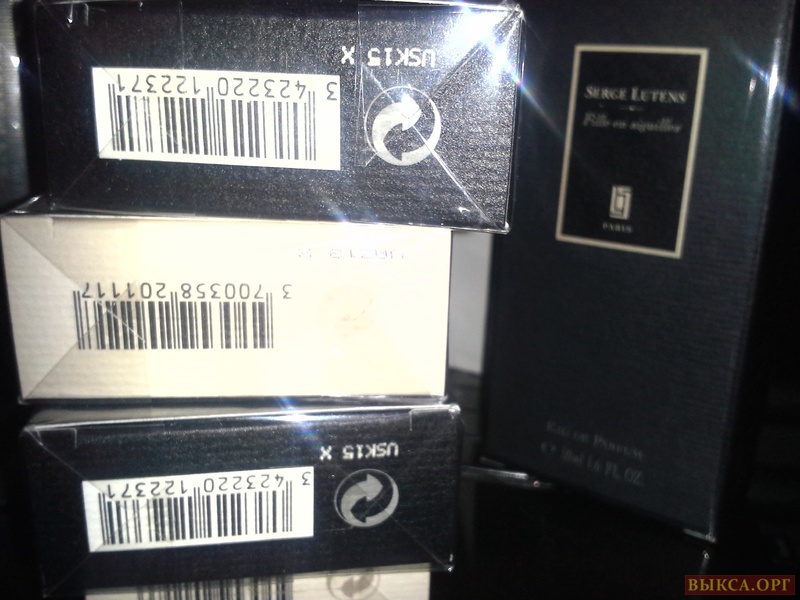 USK15 X
3 423220 122371
3 700358 201117
USK15 X
3 423220 122371
SERGE LUTENS
Fille en aiguilles
PARIS
EAU DE PARFUM
ВЫКСА.ОРГ